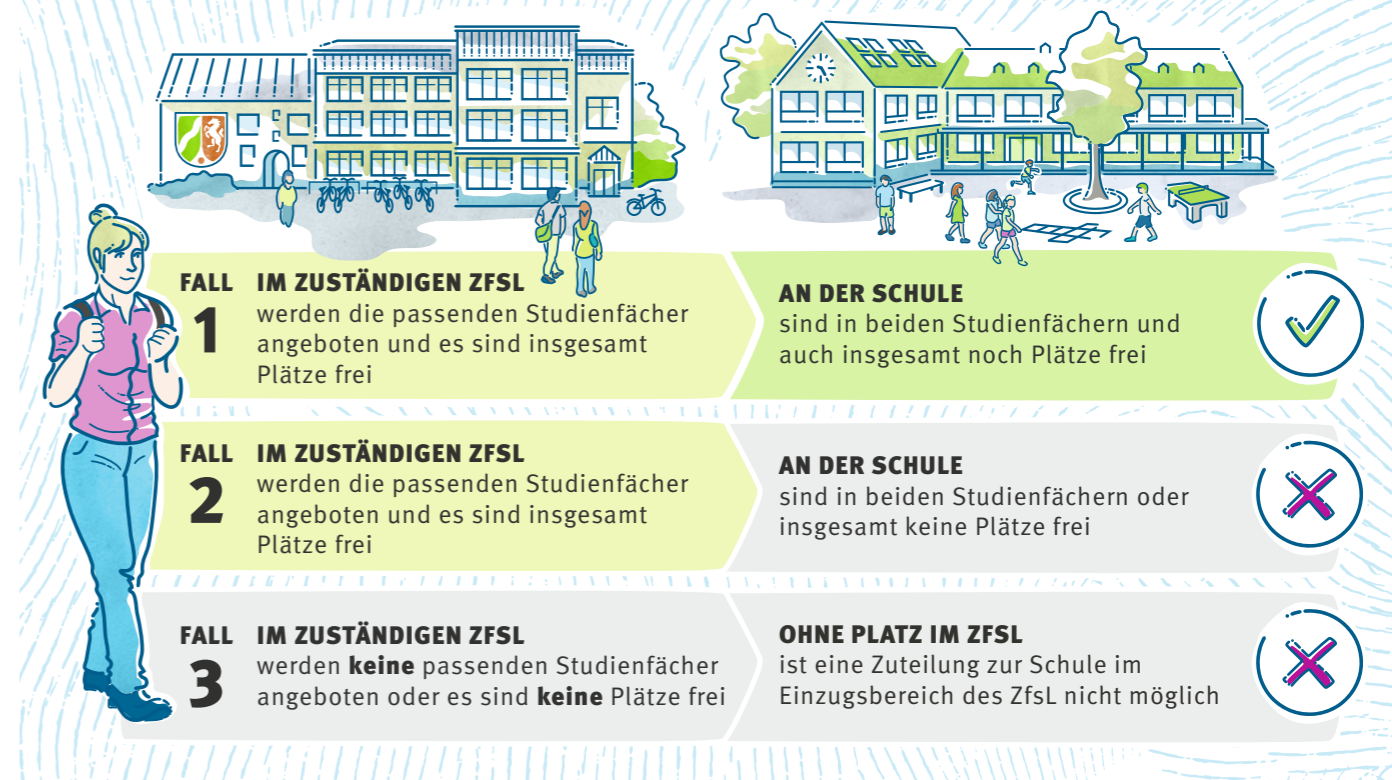 FALL
1
IM ZUSTÄNDIGEN ZFSL
werden die passenden Studienfächer
angeboten und es sind insgesamt
Plätze frei
AN DER SCHULE
sind in beiden Studienfächern und
auch insgesamt noch Plätze frei
FALL
2
IM ZUSTÄNDIGEN ZFSL
werden die passenden Studienfächer
angeboten und es sind insgesamt
Plätze frei
AN DER SCHULE
sind in beiden Studienfächern oder
insgesamt keine Plätze frei
FALL
3
IM ZUSTÄNDIGEN ZFSL
werden keine passenden Studienfächer
angeboten oder es sind keine Plätze frei
OHNE PLATZ IM ZFSL
ist eine Zuteilung zur Schule im
Einzugsbereich des ZfsL nicht möglich